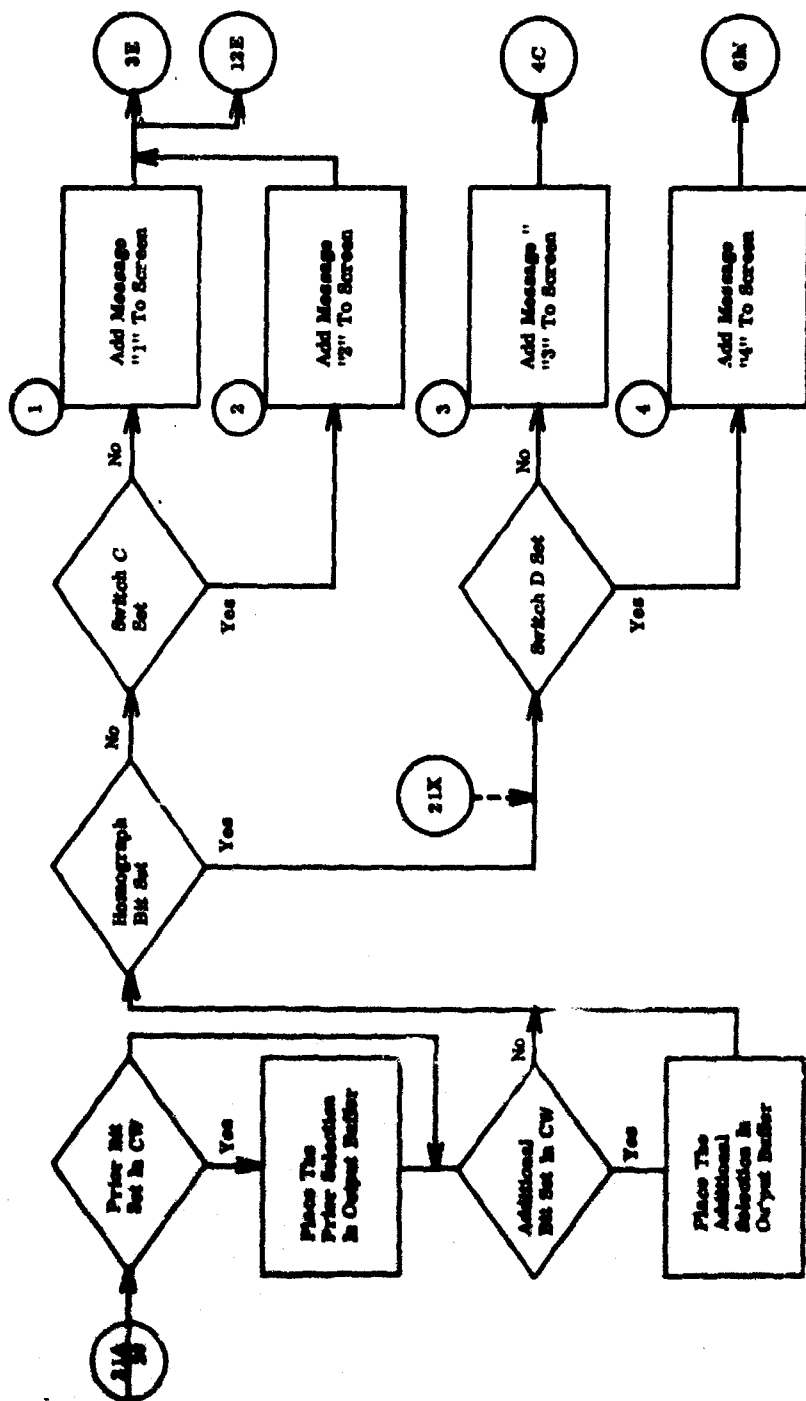 21A
Prior Bit
Set In CW
Yes
Place The
Prior Selection
In Output Buffer
Additional
Bit Set In CW
No
Yes
Place The
Additional
Selection In
Output Buffer
Homograph
Bit Set
No
Yes
Switch C
Set
No
Yes
1
Add Message
"1" To Screen
3E
12E
2
Add Message
"2" To Screen
21X
Switch D Set
No
Yes
3
Add Message "
"3" To Screen
4C
4
Add Message
"4" To Screen
6N